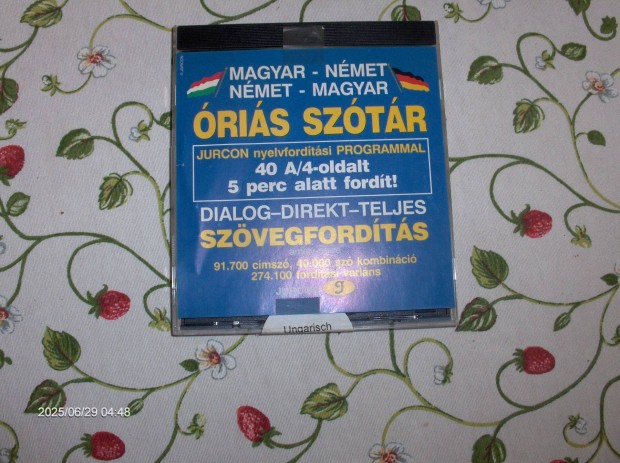 MAGYAR - NÉMET
NÉMET - MAGYAR
ÓRIÁS SZÓTÁR
JURCON nyelvfordítási PROGRAMMAL
40 A/4-oldalt
5 perc alatt fordít!
DIALOG–DIREKT–TELJES
SZÖVEGFORDÍTÁS
91.700 címszó, 40.000 szó kombináció
274.100 fordítási variáns
Ungarisch
2025/06/29 04:48